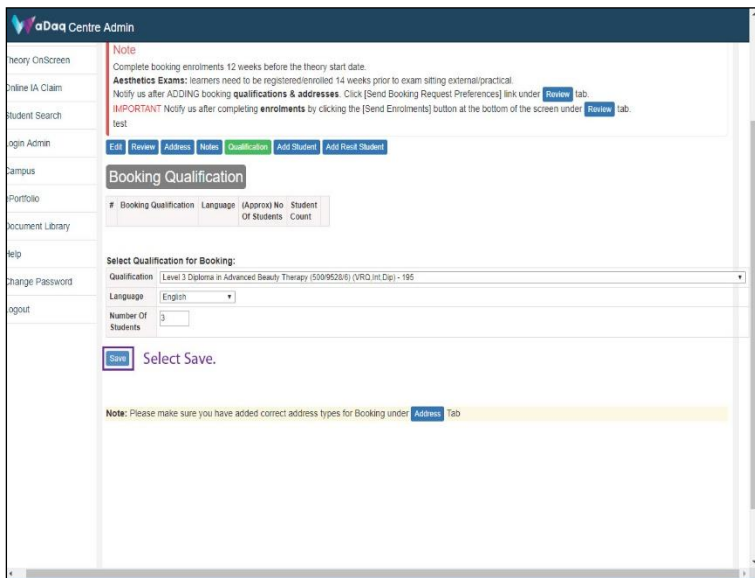 VaDaq Centre Admin
Theory OnScreen
Online IA Claim
Student Search
Login Admin
Campus
ePortfolio
Document Library
Help
Change Password
Logout
Note
Complete booking enrolments 12 weeks before the theory start date.
Aesthetics Exams: learners need to be registered/enrolled 14 weeks prior to exam sitting external/practical.
Notify us after ADDING booking qualifications & addresses. Click [Send Booking Request Preferences] link under Review tab.
IMPORTANT Notify us after completing enrolments by clicking the [Send Enrolments] button at the bottom of the screen under Review tab.
test
Edit Review Address Notes Qualification Add Student Add Resit Student
Booking Qualification
# Booking Qualification Language (Approx) No Student
Of Students Count
Select Qualification for Booking:
Qualification Level 3 Diploma in Advanced Beauty Therapy (500/9528/6) (VRQ,Int,Dip) - 195
Language English
Number Of 3
Students
Save Select Save.
Note: Please make sure you have added correct address types for Booking under Address Tab